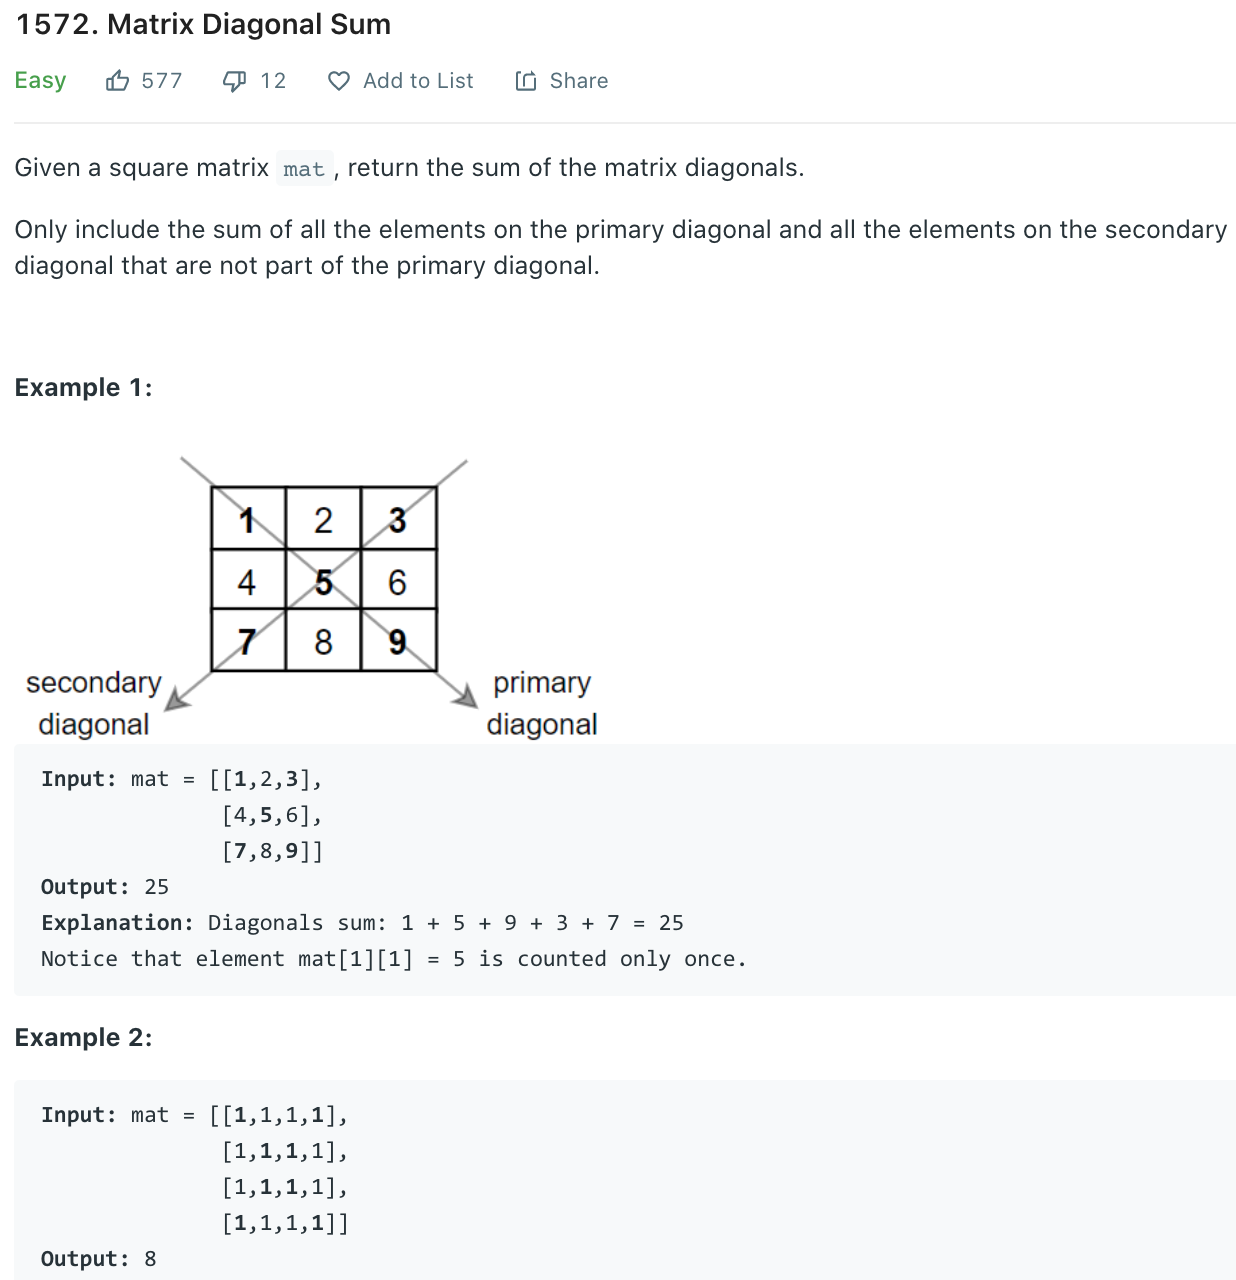 1572. Matrix Diagonal Sum
Easy 577 12 Add to List Share
Given a square matrix mat , return the sum of the matrix diagonals.
Only include the sum of all the elements on the primary diagonal and all the elements on the secondary
diagonal that are not part of the primary diagonal.
Example 1:
1 2 3
4 5 6
7 8 9
secondary
diagonal
primary
diagonal
Input: mat = [[1,2,3],
[4,5,6],
[7,8,9]]
Output: 25
Explanation: Diagonals sum: 1 + 5 + 9 + 3 + 7 = 25
Notice that element mat[1][1] = 5 is counted only once.
Example 2:
Input: mat = [[1,1,1,1],
[1,1,1,1],
[1,1,1,1],
[1,1,1,1]]
Output: 8